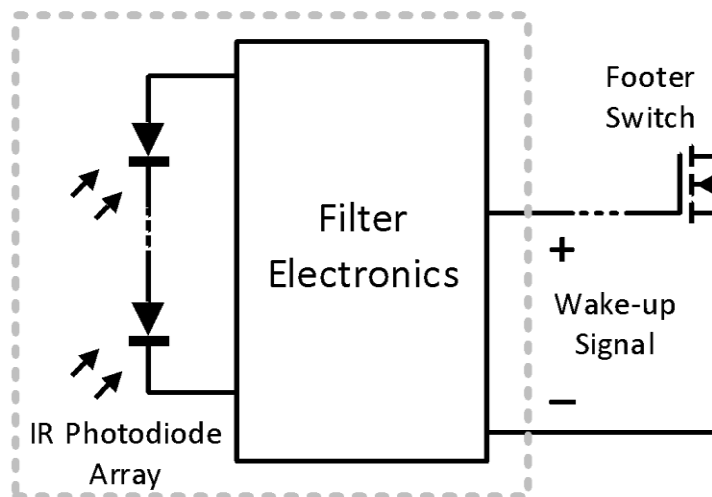 Footer
Switch
Filter
Electronics
+
Wake-up
Signal
−
IR Photodiode
Array